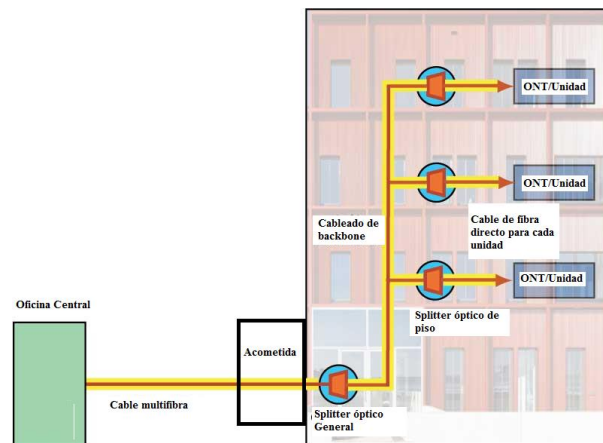 ONT/Unidad
ONT/Unidad
Cableado de
backbone
Cable de fibra
directo para cada
unidad
ONT/Unidad
Oficina Central
Splitter óptico de
piso
Acometida
Cable multifibra
Splitter óptico
General